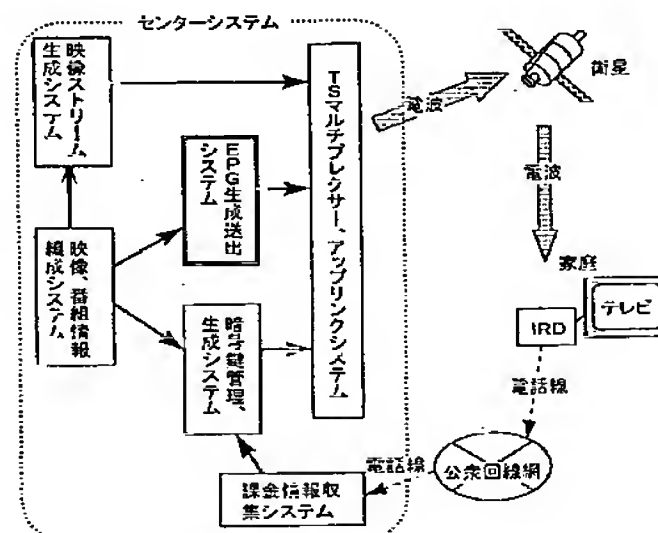 センターシステム
映像ストリーム
生成システム
EPG生成送出
システム
TSマルチプレクサー、アップリンクシステム
映像、番組情報
編成システム
暗号鍵管理、
生成システム
課金情報収
集システム
電波
衛星
電波
家庭
テレビ
IRD
電話線
公衆回線網
電話線